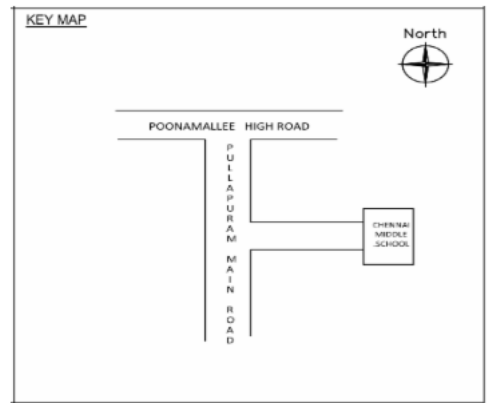 KEY MAP
North
POONAMALLEE HIGH ROAD
PULLAPURAM MAIN ROAD
CHENNAI
MIDDLE
.SCHOOL